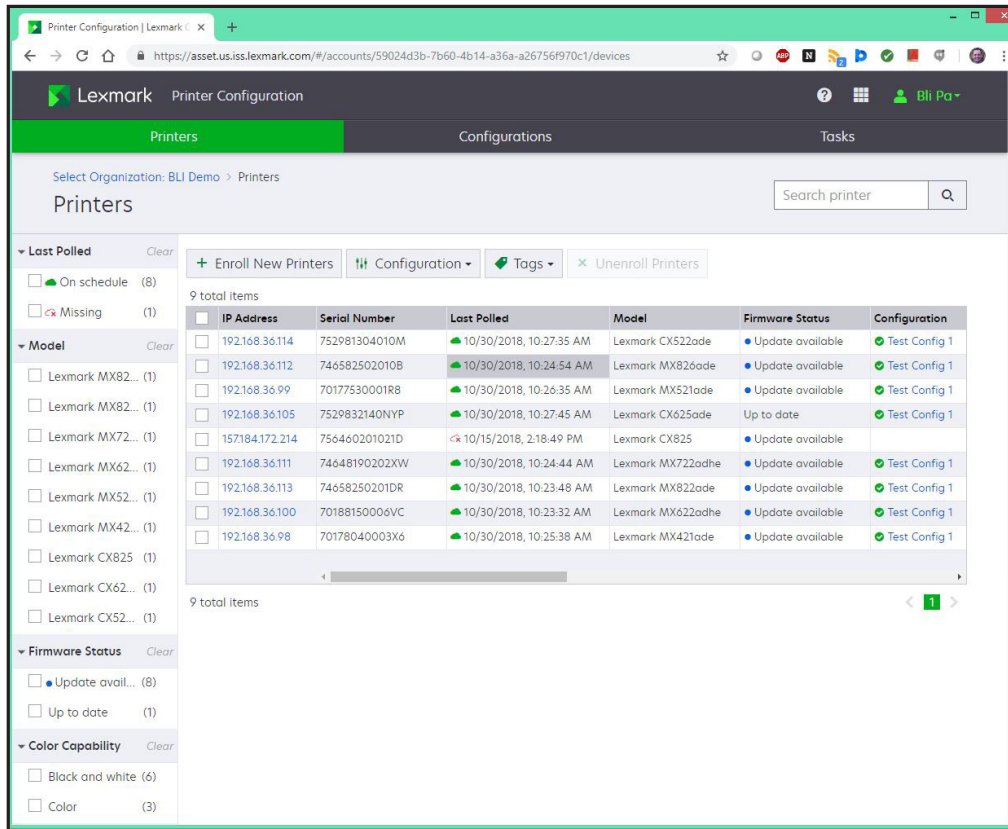 Printer Configuration | Lexmark C
https://asset.us.iss.lexmark.com/#/accounts/59024d3b-7b60-4b14-a36a-a26756f970c1/devices
ABP N 2
Lexmark Printer Configuration
? Bli Pa
Printers Configurations Tasks
Select Organization: BLI Demo > Printers
Printers
Search printer
Last Polled Clear
On schedule (8)
Missing (1)
Model Clear
Lexmark MX82... (1)
Lexmark MX82... (1)
Lexmark MX72... (1)
Lexmark MX62... (1)
Lexmark MX52... (1)
Lexmark MX42... (1)
Lexmark CX825 (1)
Lexmark CX62... (1)
Lexmark CX52... (1)
Firmware Status Clear
Update avail... (8)
Up to date (1)
Color Capability Clear
Black and white (6)
Color (3)
+ Enroll New Printers Configuration Tags × Unenroll Printers
9 total items
IP Address Serial Number Last Polled Model Firmware Status Configuration
192.168.36.114 752981304010M 10/30/2018, 10:27:35 AM Lexmark CX522ade Update available Test Config 1
192.168.36.112 746582502010B 10/30/2018, 10:24:54 AM Lexmark MX826ade Update available Test Config 1
192.168.36.99 70177530001R8 10/30/2018, 10:26:35 AM Lexmark MX521ade Update available Test Config 1
192.168.36.105 7529832140NYP 10/30/2018, 10:27:45 AM Lexmark CX625ade Up to date Test Config 1
157.184.172.214 756460201021D 10/15/2018, 2:18:49 PM Lexmark CX825 Update available
192.168.36.111 74648190202XW 10/30/2018, 10:24:44 AM Lexmark MX722adhe Update available Test Config 1
192.168.36.113 74658250201DR 10/30/2018, 10:23:48 AM Lexmark MX822ade Update available Test Config 1
192.168.36.100 70188150006VC 10/30/2018, 10:23:32 AM Lexmark MX622adhe Update available Test Config 1
192.168.36.98 70178040003X6 10/30/2018, 10:25:38 AM Lexmark MX421ade Update available Test Config 1
9 total items
< 1 >